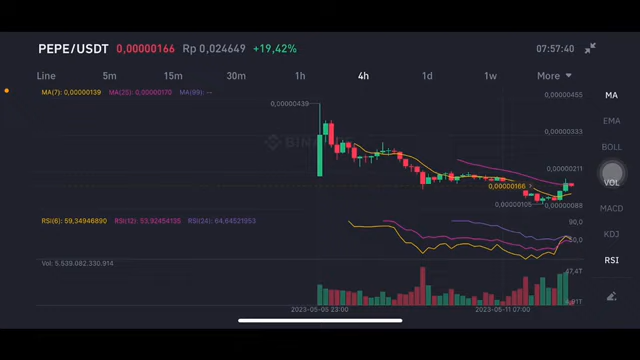 PEPE/USDT 0,00000166 Rp 0,024649 +19,42% 07:57:40
Line 5m 15m 30m 1h 4h 1d 1w More
MA(7): 0,00000139 MA(25): 0,00000170 MA(99): --
0,00000455
MA
0,00000439
EMA
0,00000333
BOLL
0,00000211
VOL
0,00000166
0,00000105
0,00000088
MACD
RSI(6): 59,34946890 RSI(12): 53,92454155 RSI(24): 64,64521953
90,0
KDJ
50,0
RSI
Vol: 5.539.082.330.914
47,4T
2023-05-05 23:00 2023-05-11 07:00